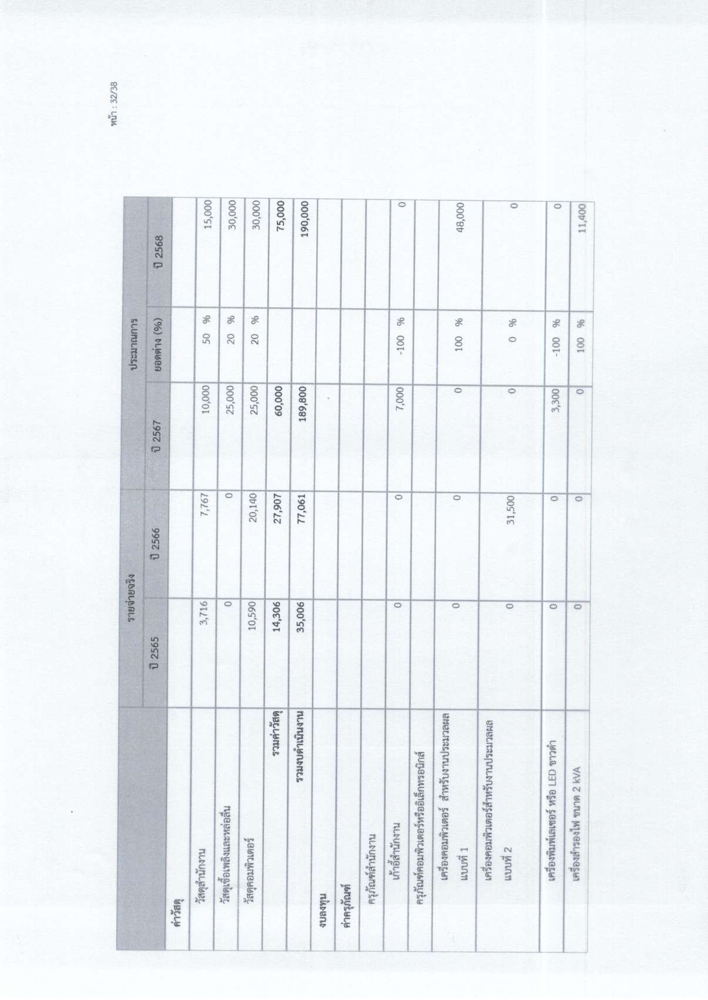 หน้า : 32/38
รายจ่ายจริง ประมาณการ
ปี 2565 ปี 2566 ปี 2567 ยอดต่าง (%) ปี 2568
ค่าวัสดุ
วัสดุสำนักงาน 3,716 7,767 10,000 50 % 15,000
วัสดุเชื้อเพลิงและหล่อลื่น 0 0 25,000 20 % 30,000
วัสดุคอมพิวเตอร์ 10,590 20,140 25,000 20 % 30,000
รวมค่าวัสดุ 14,306 27,907 60,000 75,000
รวมงบดำเนินงาน 35,006 77,061 189,800 190,000
งบลงทุน
ค่าครุภัณฑ์
ครุภัณฑ์สำนักงาน
เก้าอี้สำนักงาน 0 0 7,000 -100 % 0
ครุภัณฑ์คอมพิวเตอร์หรืออิเล็กทรอนิกส์
เครื่องคอมพิวเตอร์ สำหรับงานประมวลผล 0 0 0 100 % 48,000
แบบที่ 1
เครื่องคอมพิวเตอร์สำหรับงานประมวลผล 0 31,500 0 0 % 0
แบบที่ 2
เครื่องพิมพ์เลเซอร์ หรือ LED ขาวดำ 0 0 3,300 -100 % 0
เครื่องสำรองไฟ ขนาด 2 kVA 0 0 0 100 % 11,400